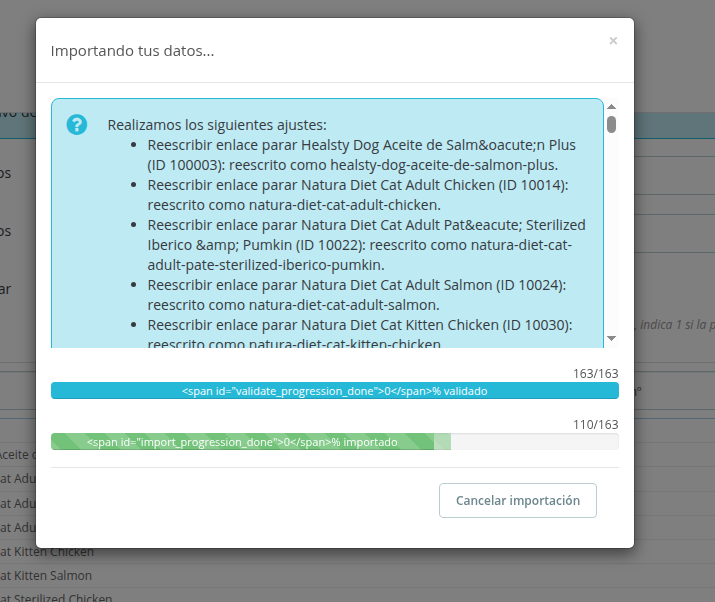 Importando tus datos...
×
Realizamos los siguientes ajustes:
Reescribir enlace parar Healsty Dog Aceite de Salm&oacute;n Plus
(ID 100003): reescrito como healsty-dog-aceite-de-salmon-plus.
Reescribir enlace parar Natura Diet Cat Adult Chicken (ID 10014):
reescrito como natura-diet-cat-adult-chicken.
Reescribir enlace parar Natura Diet Cat Adult Pat&eacute; Sterilized
Iberico &amp; Pumkin (ID 10022): reescrito como natura-diet-cat-
adult-pate-sterilized-iberico-pumkin.
Reescribir enlace parar Natura Diet Cat Adult Salmon (ID 10024):
reescrito como natura-diet-cat-adult-salmon.
Reescribir enlace parar Natura Diet Cat Kitten Chicken (ID 10030):
reescrito como natura-diet-cat-kitten-chicken
163/163
<span id="validate_progression_done">0</span>% validado
110/163
<span id="import_progression_done">0</span>% importado
Cancelar importación
os
os
ar
, indica 1 si la p
n°
Aceite
at Adu
at Adu
at Adu
at Kitten Chicken
at Kitten Salmon
at Sterilized Chicken